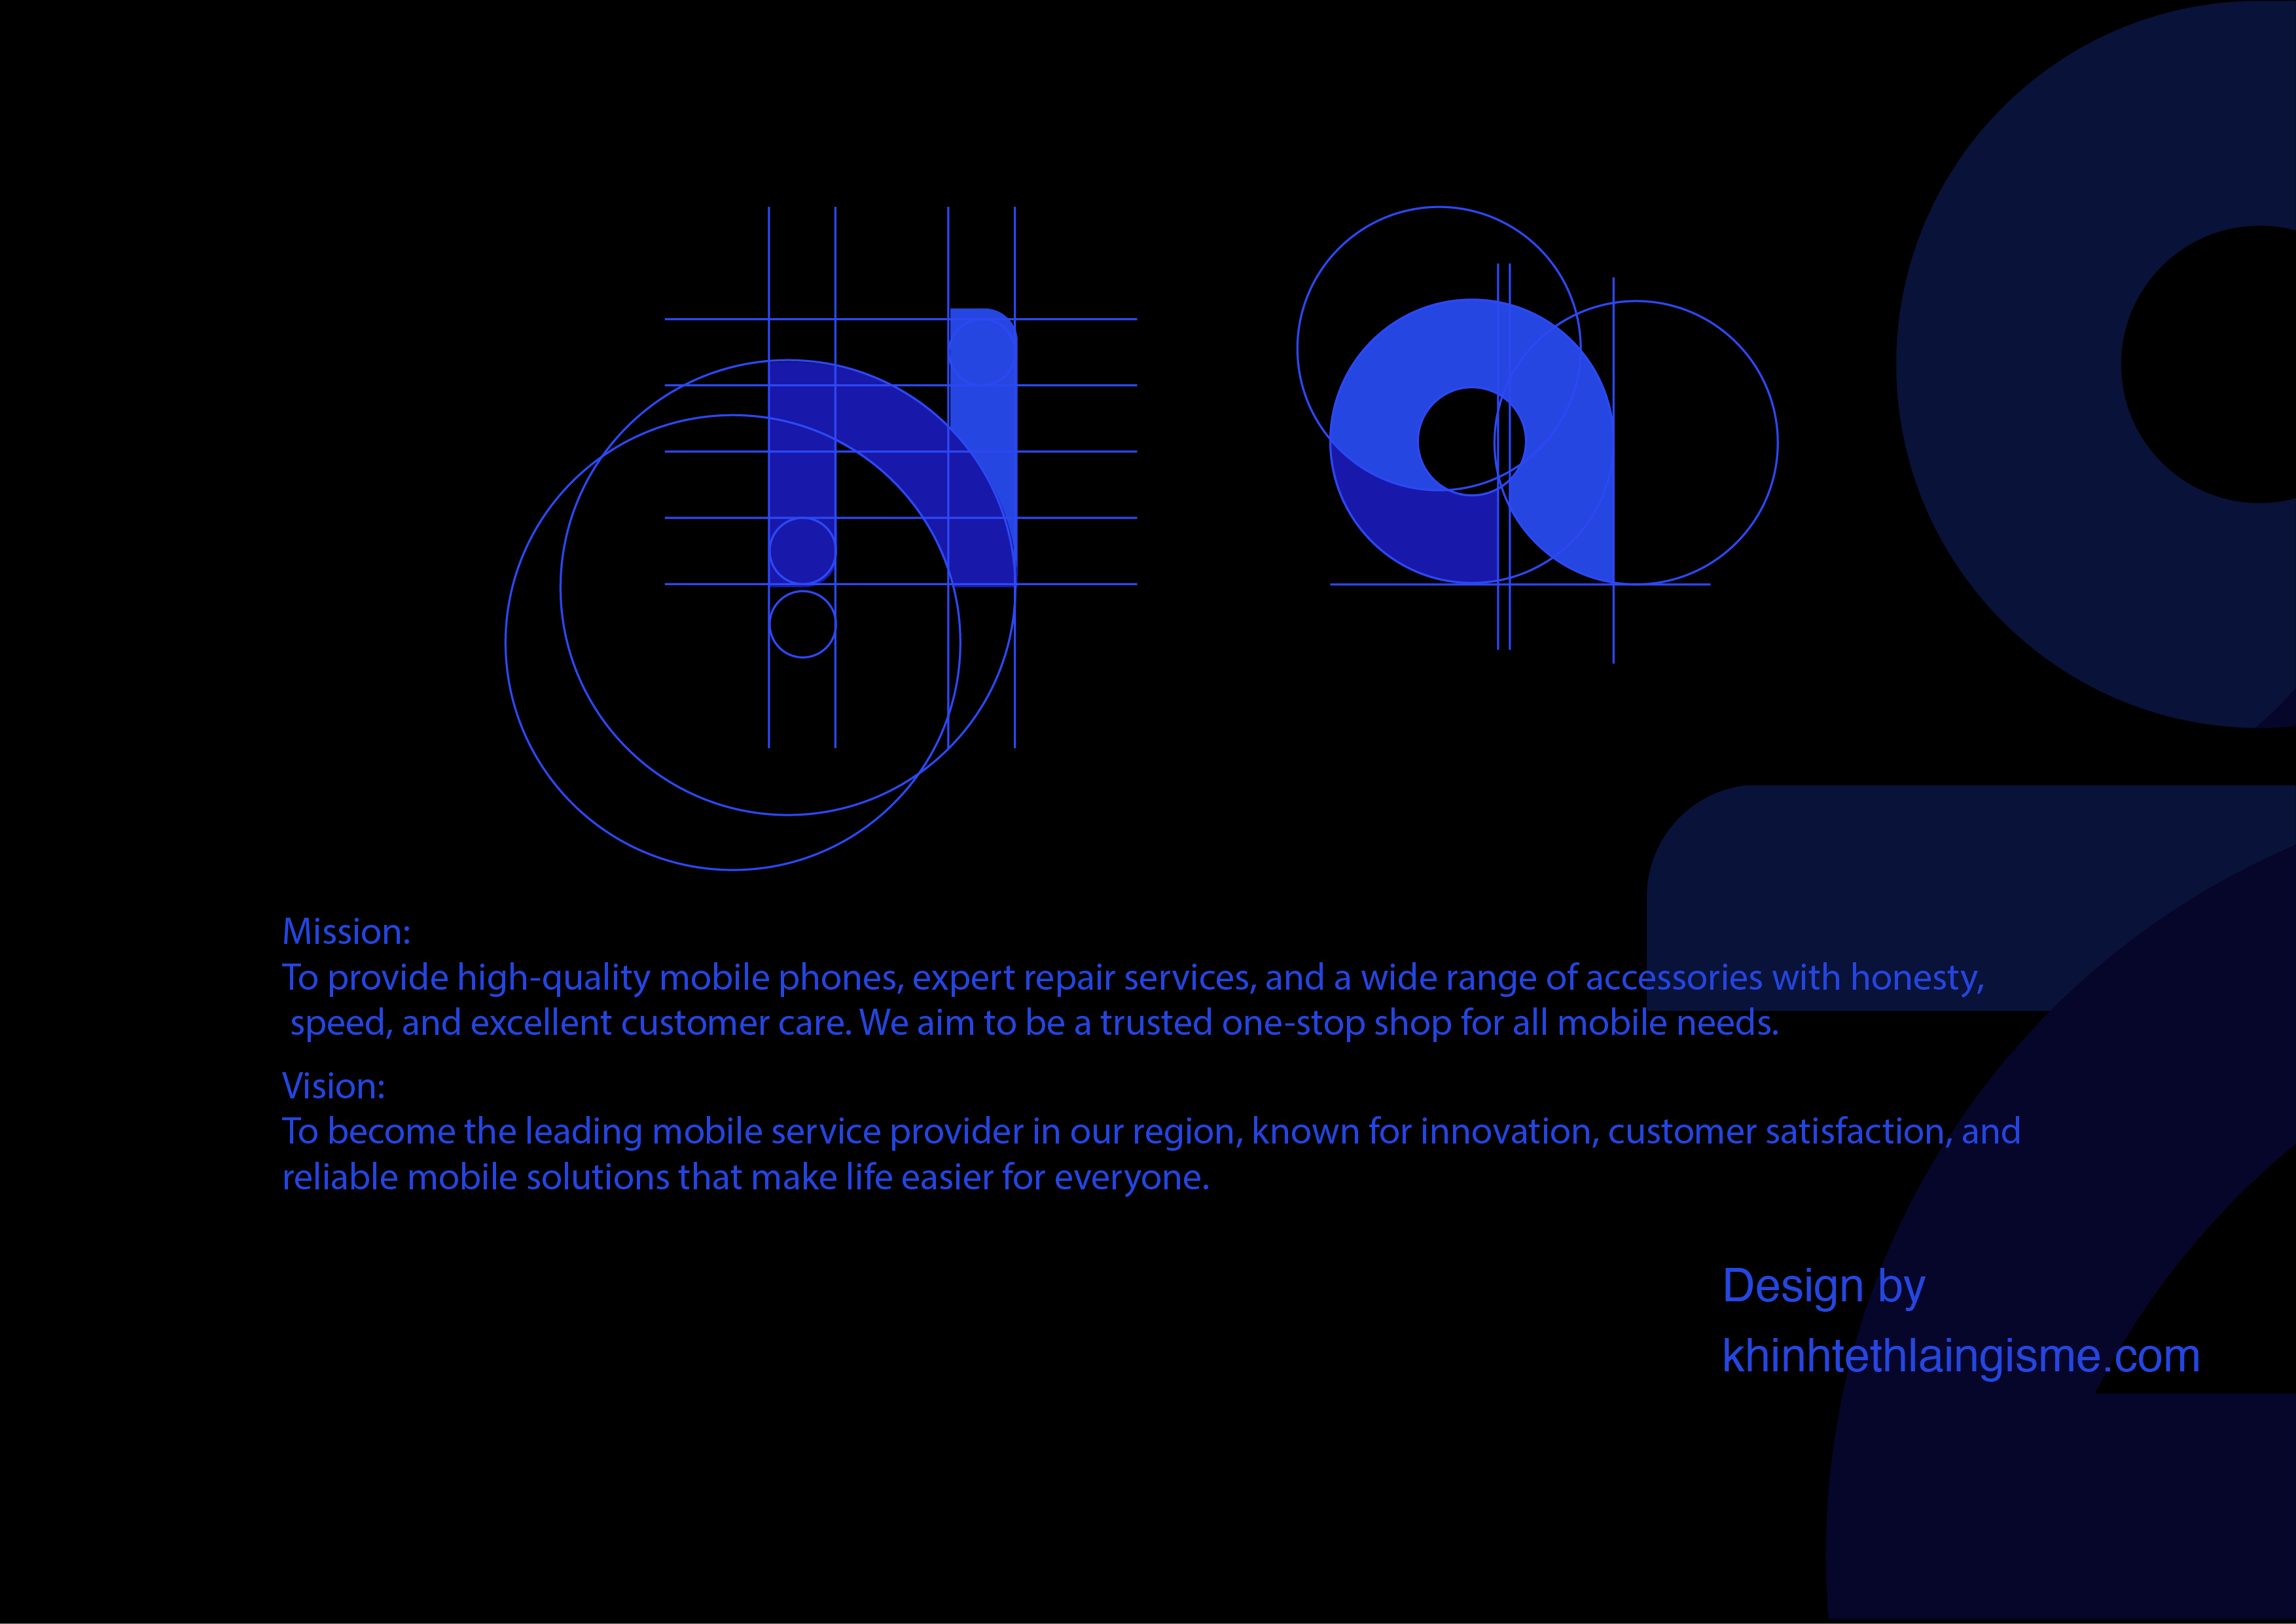 Mission:
To provide high-quality mobile phones, expert repair services, and a wide range of accessories with honesty,
speed, and excellent customer care. We aim to be a trusted one-stop shop for all mobile needs.
Vision:
To become the leading mobile service provider in our region, known for innovation, customer satisfaction, and
reliable mobile solutions that make life easier for everyone.
Design by
khinhtethlaingisme.com